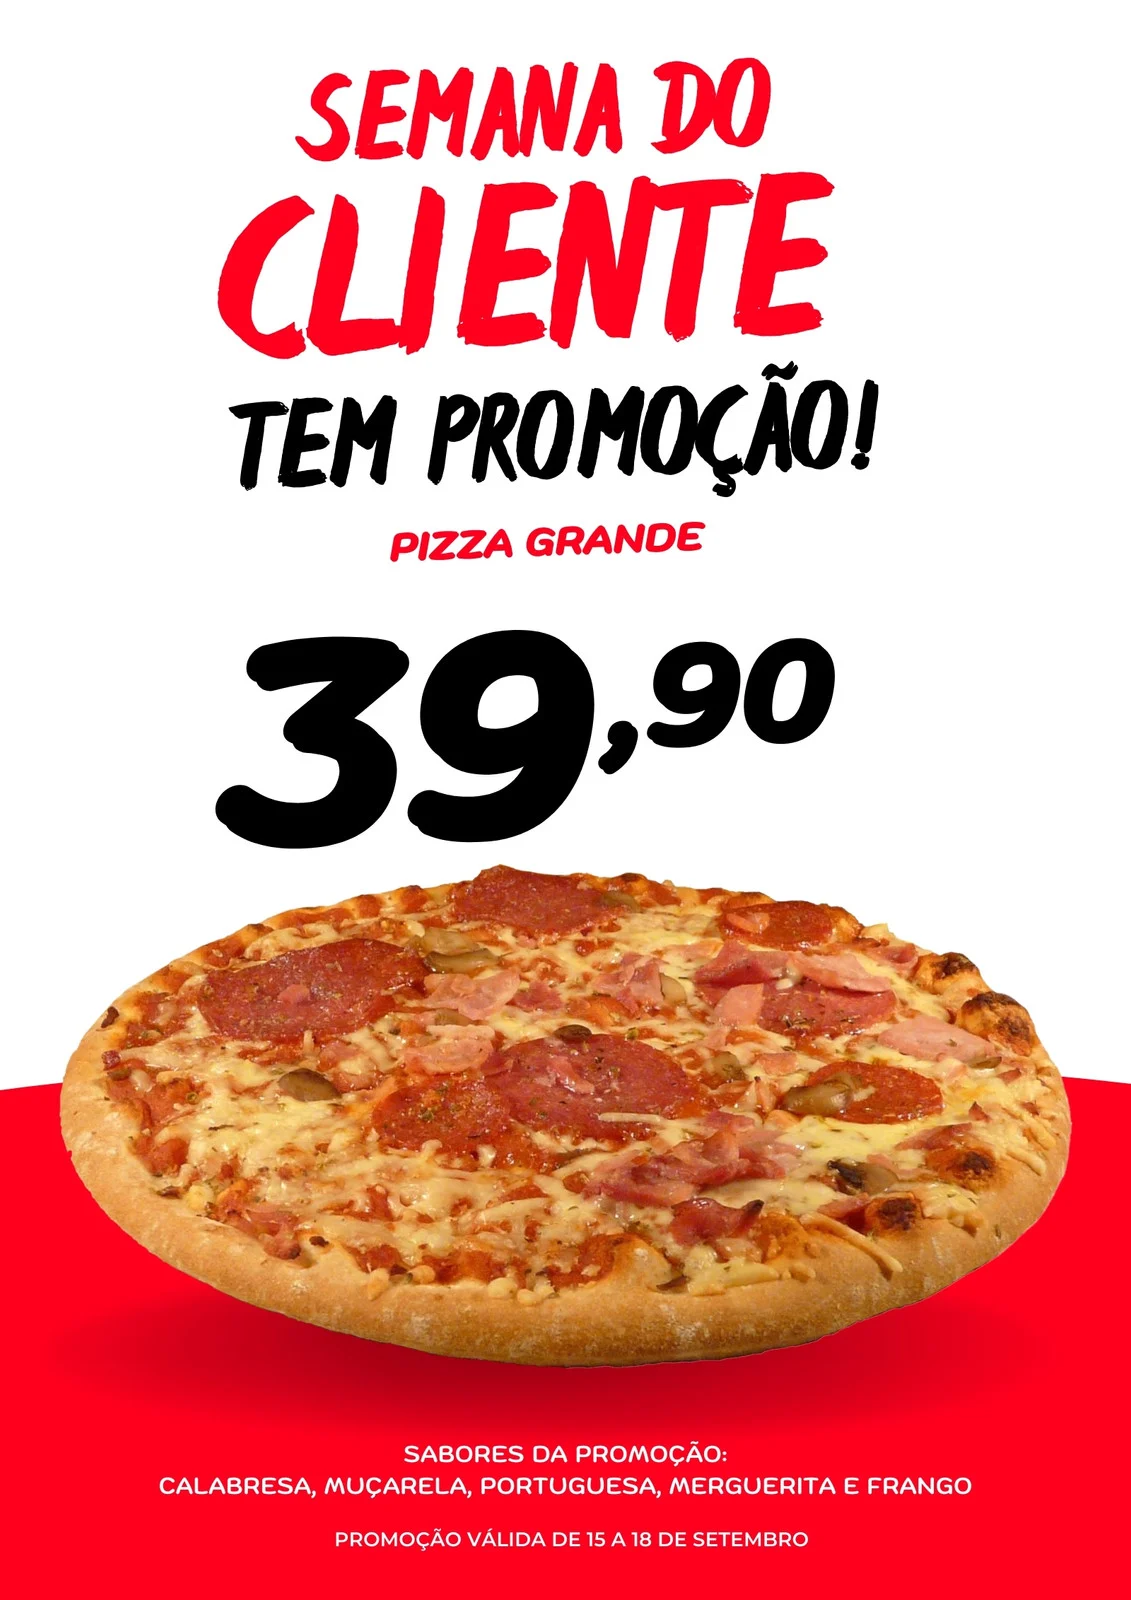 SEMANA DO
CLIENTE
TEM PROMOÇÃO!
PIZZA GRANDE
39,90
SABORES DA PROMOÇÃO:
CALABRESA, MUÇARELA, PORTUGUESA, MERGUERITA E FRANGO
PROMOÇÃO VÁLIDA DE 15 A 18 DE SETEMBRO